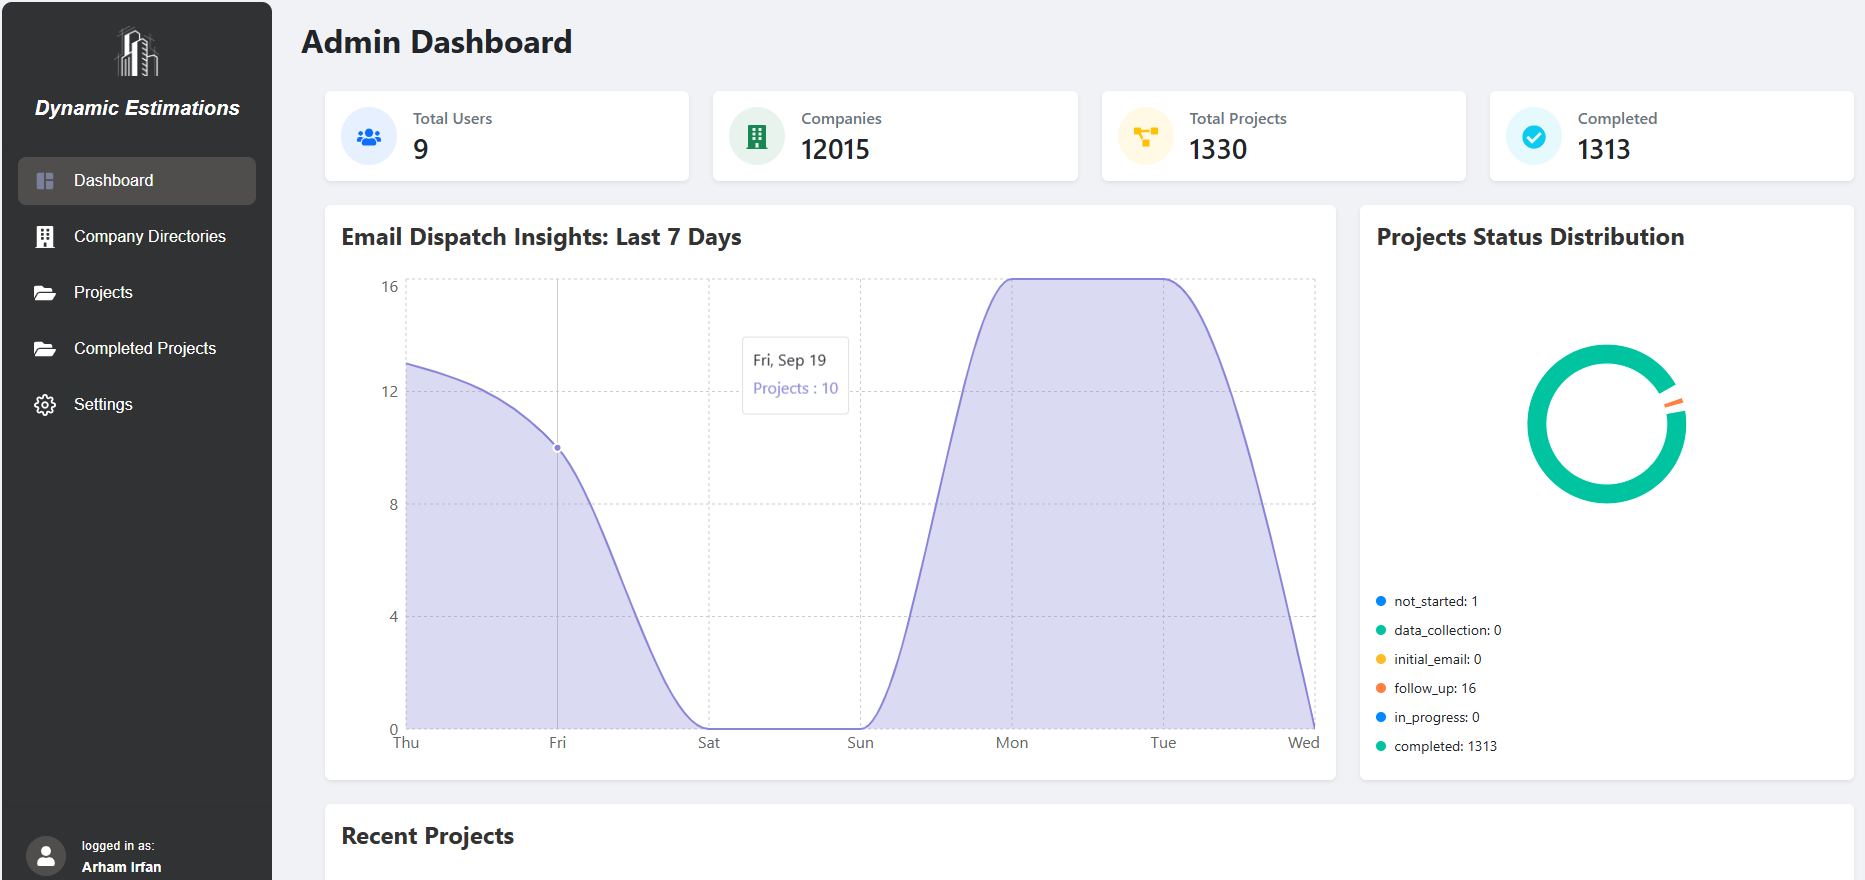 Dynamic Estimations
Dashboard
Company Directories
Projects
Completed Projects
Settings
logged in as:
Arham Irfan
Admin Dashboard
Total Users
9
Companies
12015
Total Projects
1330
Completed
1313
Email Dispatch Insights: Last 7 Days
16
12
8
4
0
Thu
Fri
Sat
Sun
Mon
Tue
Wed
Fri, Sep 19
Projects : 10
Projects Status Distribution
not_started: 1
data_collection: 0
initial_email: 0
follow_up: 16
in_progress: 0
completed: 1313
Recent Projects